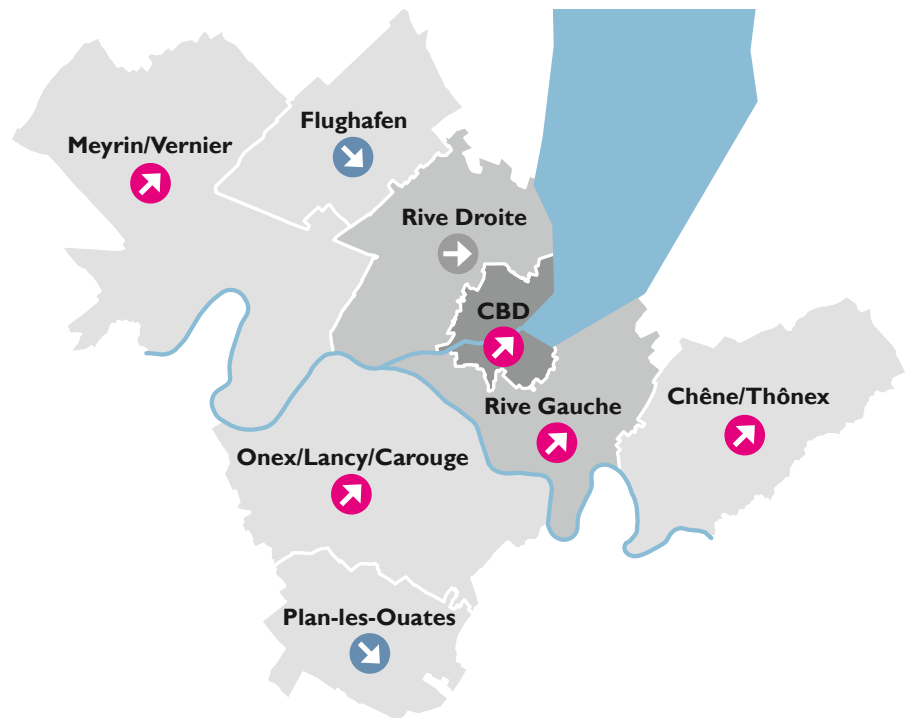 Flughafen
Meyrin/Vernier
Rive Droite
CBD
Chêne/Thônex
Rive Gauche
Onex/Lancy/Carouge
Plan-les-Ouates